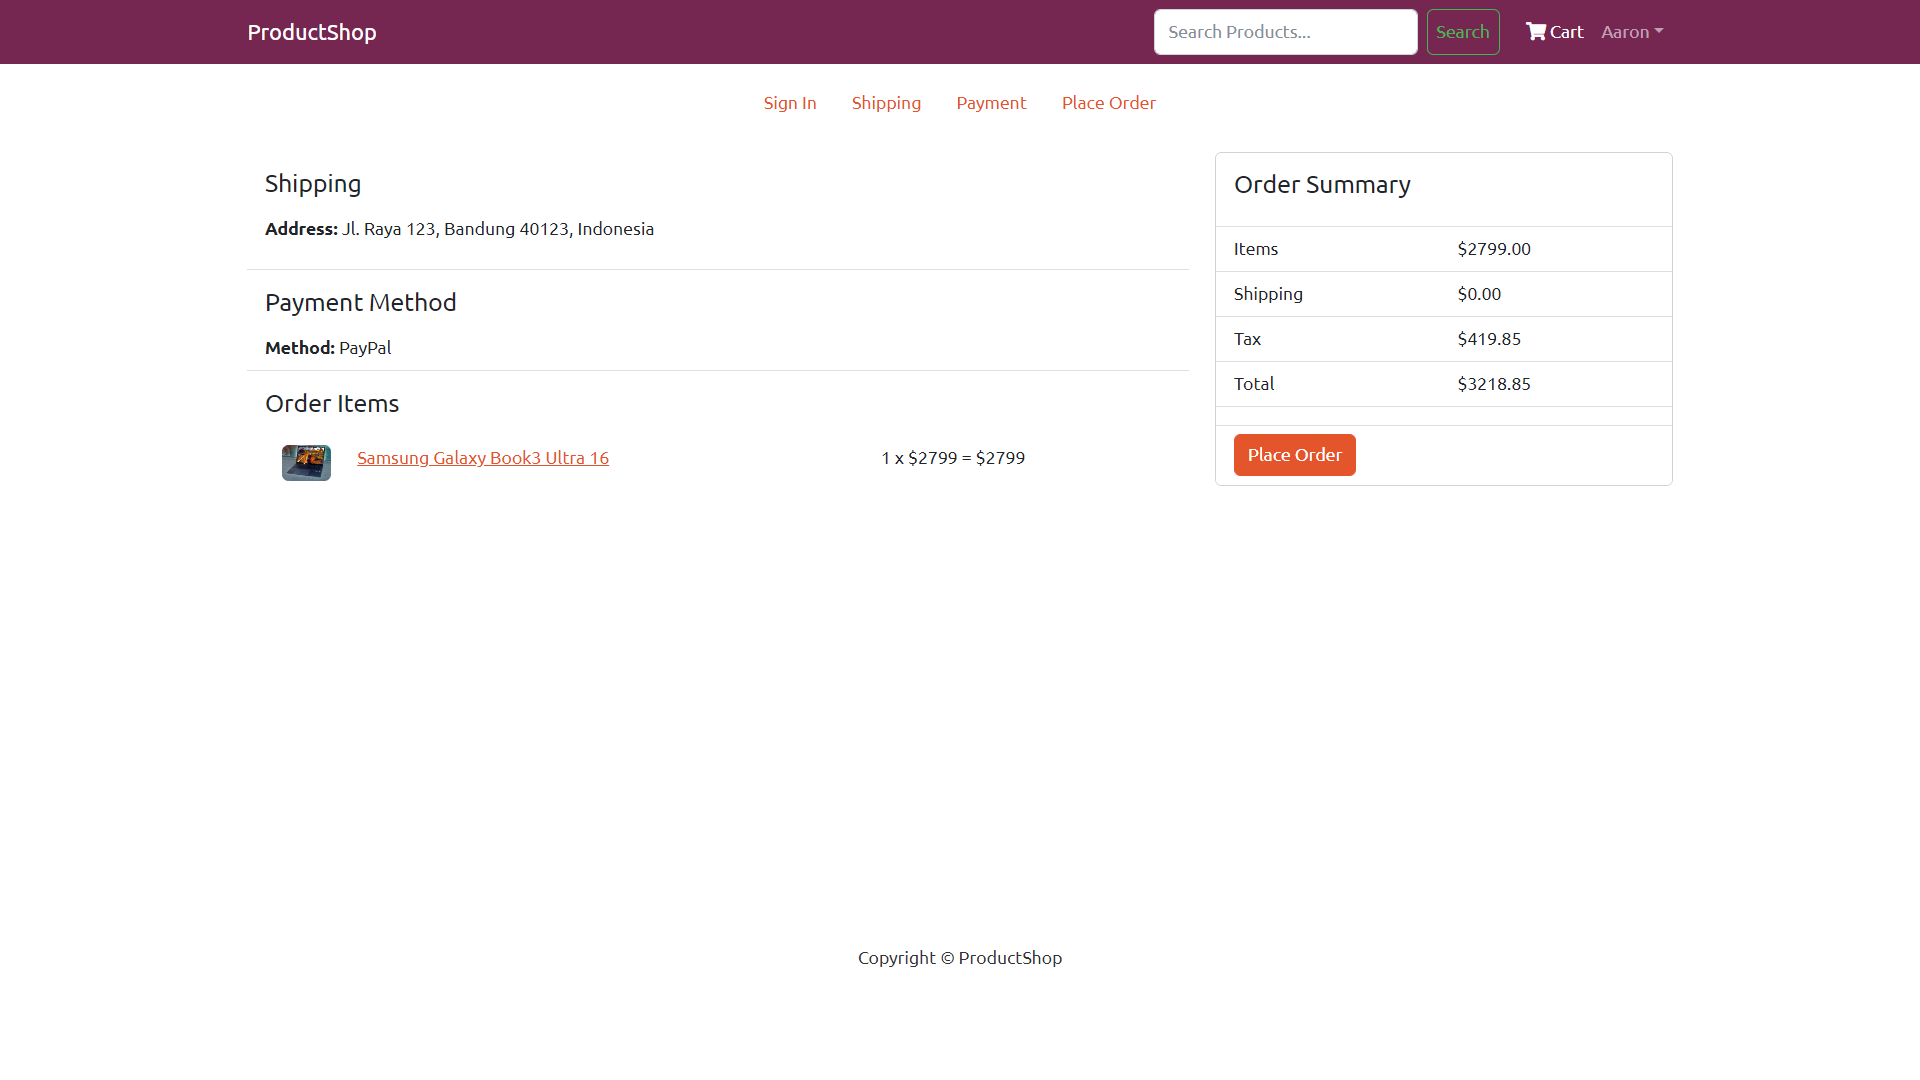 ProductShop
Search Products...
Search
Cart
Aaron
Sign In
Shipping
Payment
Place Order
Shipping
Address: Jl. Raya 123, Bandung 40123, Indonesia
Payment Method
Method: PayPal
Order Items
Samsung Galaxy Book3 Ultra 16
1 x $2799 = $2799
Order Summary
Items $2799.00
Shipping $0.00
Tax $419.85
Total $3218.85
Place Order
Copyright © ProductShop